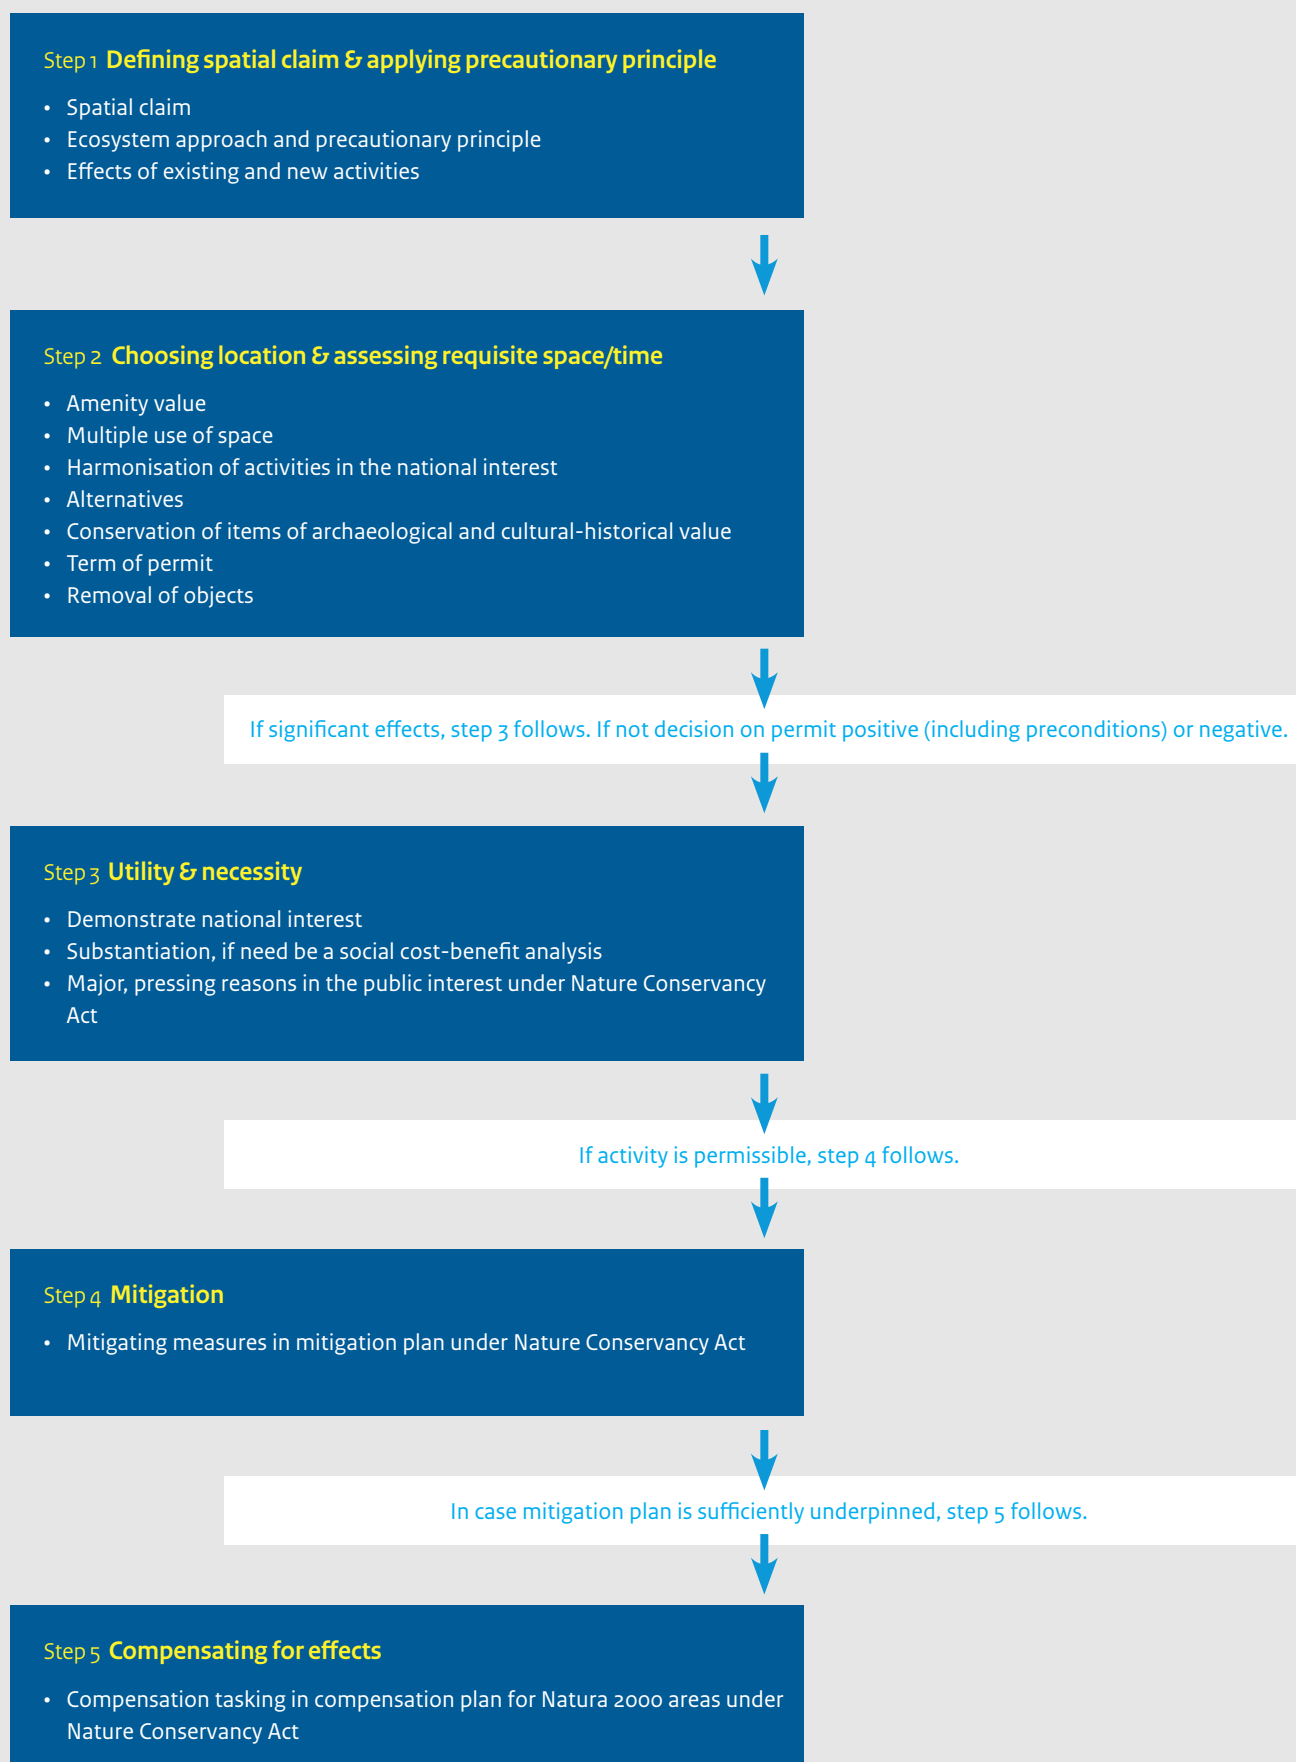 Step 1 Defining spatial claim & applying precautionary principle
• Spatial claim
• Ecosystem approach and precautionary principle
• Effects of existing and new activities
Step 2 Choosing location & assessing requisite space/time
• Amenity value
• Multiple use of space
• Harmonisation of activities in the national interest
• Alternatives
• Conservation of items of archaeological and cultural-historical value
• Term of permit
• Removal of objects
If significant effects, step 3 follows. If not decision on permit positive (including preconditions) or negative.
Step 3 Utility & necessity
• Demonstrate national interest
• Substantiation, if need be a social cost-benefit analysis
• Major, pressing reasons in the public interest under Nature Conservancy
Act
If activity is permissible, step 4 follows.
Step 4 Mitigation
• Mitigating measures in mitigation plan under Nature Conservancy Act
In case mitigation plan is sufficiently underpinned, step 5 follows.
Step 5 Compensating for effects
• Compensation tasking in compensation plan for Natura 2000 areas under
Nature Conservancy Act